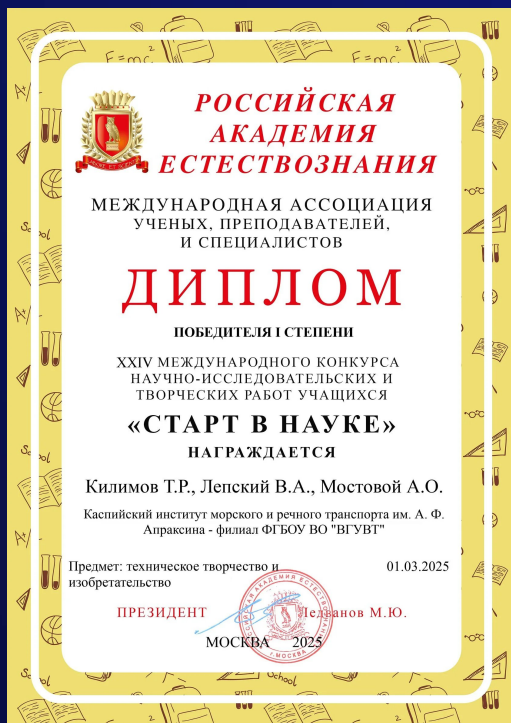 РОССИЙСКАЯ
АКАДЕМИЯ
ЕСТЕСТВОЗНАНИЯ
МЕЖДУНАРОДНАЯ АССОЦИАЦИЯ
УЧЕНЫХ, ПРЕПОДАВАТЕЛЕЙ,
И СПЕЦИАЛИСТОВ
ДИПЛОМ
ПОБЕДИТЕЛЯ I СТЕПЕНИ
XXIV МЕЖДУНАРОДНОГО КОНКУРСА
НАУЧНО-ИССЛЕДОВАТЕЛЬСКИХ И
ТВОРЧЕСКИХ РАБОТ УЧАЩИХСЯ
«СТАРТ В НАУКЕ»
НАГРАЖДАЕТСЯ
Килимов Т.Р., Лепский В.А., Мостовой А.О.
Каспийский институт морского и речного транспорта им. А. Ф.
Апраксина - филиал ФГБОУ ВО "ВГУВТ"
Предмет: техническое творчество и
изобретательство
01.03.2025
ПРЕЗИДЕНТ Ледванов М.Ю.
МОСКВА 2025